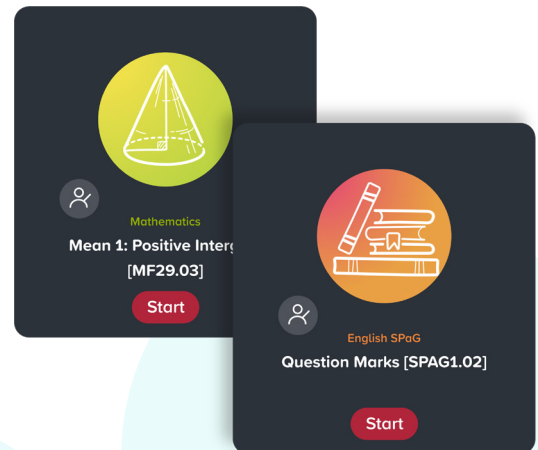 Mathematics
Mean 1: Positive Interg
[MF29.03]
Start
English SPaG
Question Marks [SPAG1.02]
Start